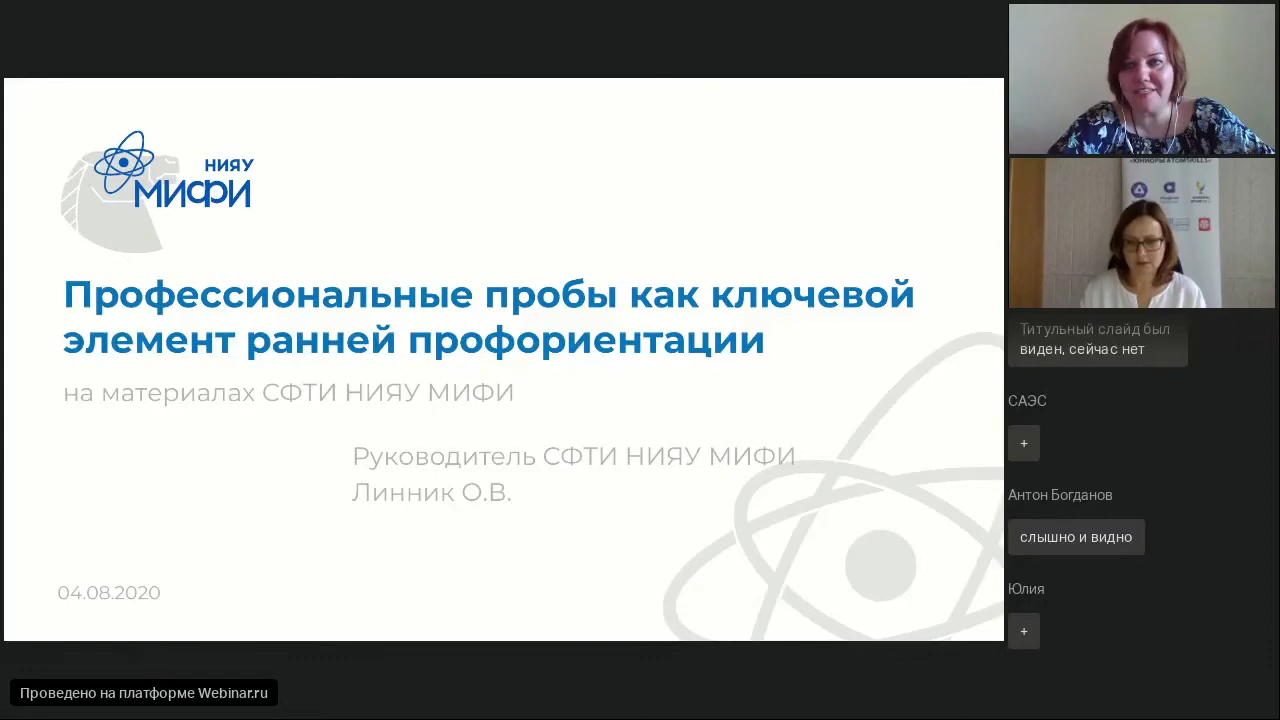 НИЯУ
МИФИ
Профессиональные пробы как ключевой
элемент ранней профориентации
на материалах СФТИ НИЯУ МИФИ
Руководитель СФТИ НИЯУ МИФИ
Линник О.В.
04.08.2020
Проведено на платформе Webinar.ru
«ЮНИОРЫ ATOMSKILLS»
Титульный слайд был
виден, сейчас нет
САЭС
+
Антон Богданов
слышно и видно
Юлия
+